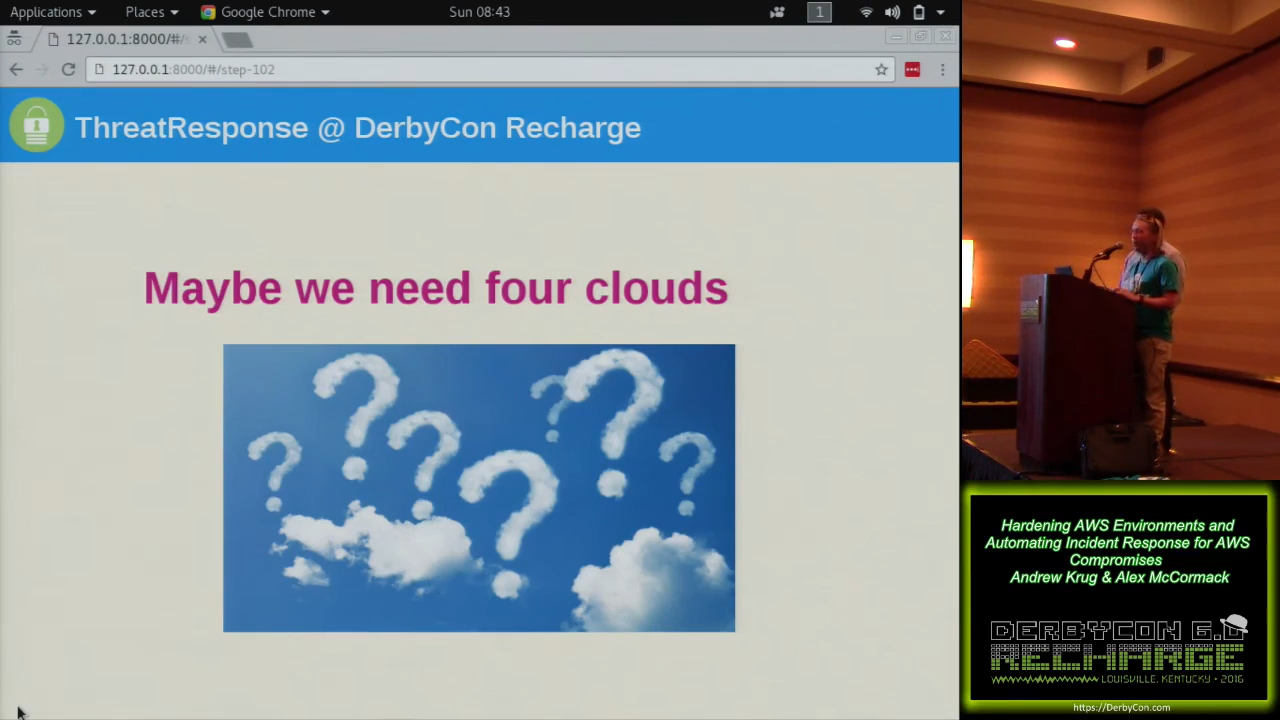 Applications
Places
Google Chrome
Sun 08:43
1
127.0.0.1:8000/#/s
127.0.0.1:8000/#/step-102
ThreatResponse @ DerbyCon Recharge
Maybe we need four clouds
Hardening AWS Environments and
Automating Incident Response for AWS
Compromises
Andrew Krug & Alex McCormack
DERBYCON 6.0
RECHARGE
LOUISVILLE, KENTUCKY • 2016
https://DerbyCon.com